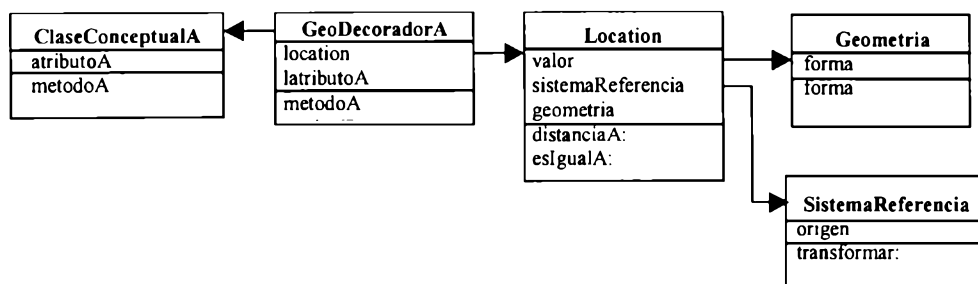 ClaseConceptualA
atributoA
metodoA
GeoDecoradorA
location
latributoA
metodoA
Location
valor
sistemaReferencia
geometria
distanciaA:
esIgualA:
Geometria
forma
forma
SistemaReferencia
origen
transformar: